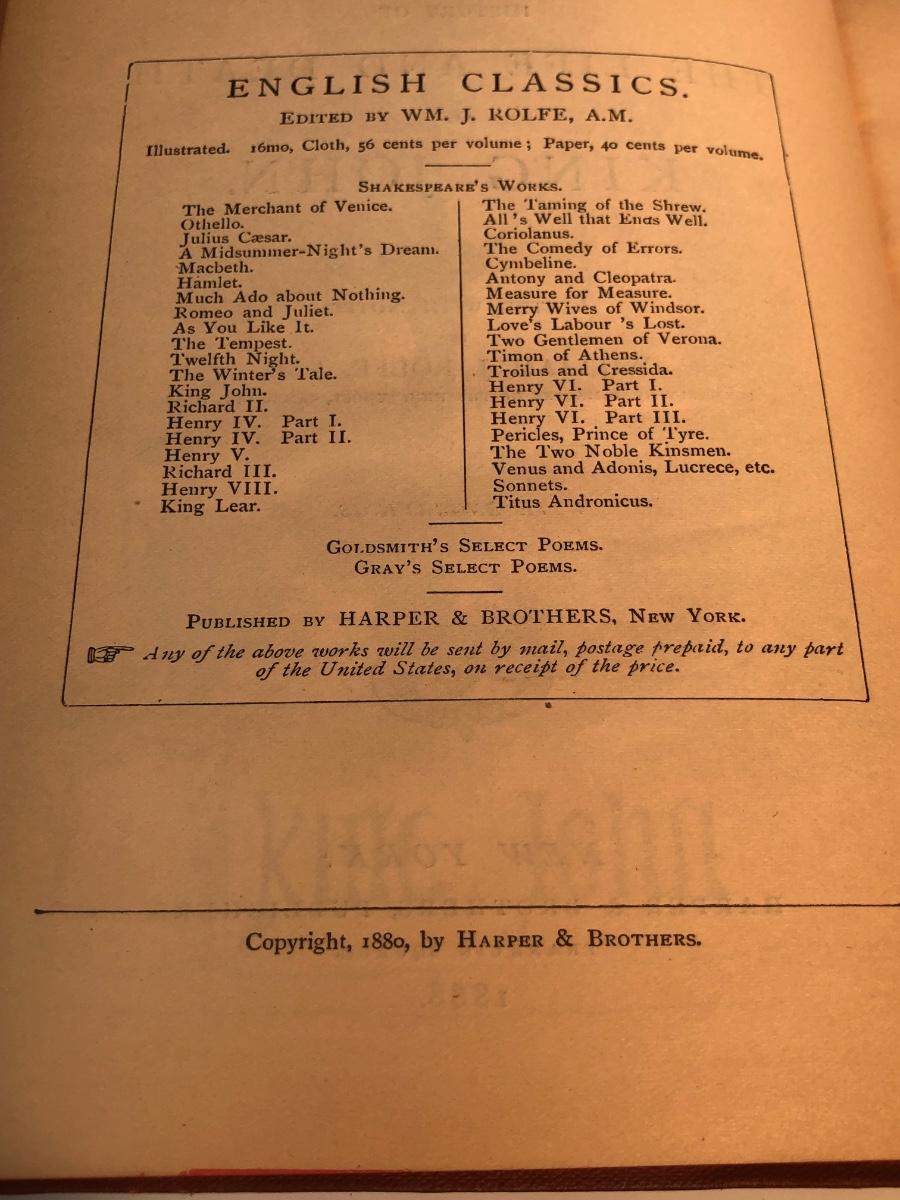 ENGLISH CLASSICS.
EDITED BY WM. J. ROLFE, A.M.
Illustrated. 16mo, Cloth, 56 cents per volume; Paper, 40 cents per volume.
SHAKESPEARE'S WORKS.
The Merchant of Venice.
Othello.
Julius Cæsar.
A Midsummer-Night's Dream.
Macbeth.
Hamlet.
Much Ado about Nothing.
Romeo and Juliet.
As You Like It.
The Tempest.
Twelfth Night.
The Winter's Tale.
King John.
Richard II.
Henry IV. Part I.
Henry IV. Part II.
Henry V.
Richard III.
Henry VIII.
King Lear.
The Taming of the Shrew.
All 's Well that Ends Well.
Coriolanus.
The Comedy of Errors.
Cymbeline.
Antony and Cleopatra.
Measure for Measure.
Merry Wives of Windsor.
Love's Labour 's Lost.
Two Gentlemen of Verona.
Timon of Athens.
Troilus and Cressida.
Henry VI. Part I.
Henry VI. Part II.
Henry VI. Part III.
Pericles, Prince of Tyre.
The Two Noble Kinsmen.
Venus and Adonis, Lucrece, etc.
Sonnets.
Titus Andronicus.
GOLDSMITH'S SELECT POEMS.
GRAY'S SELECT POEMS.
PUBLISHED BY HARPER & BROTHERS, NEW YORK.
Any of the above works will be sent by mail, postage prepaid, to any part
of the United States, on receipt of the price.
Copyright, 1880, by HARPER & BROTHERS.